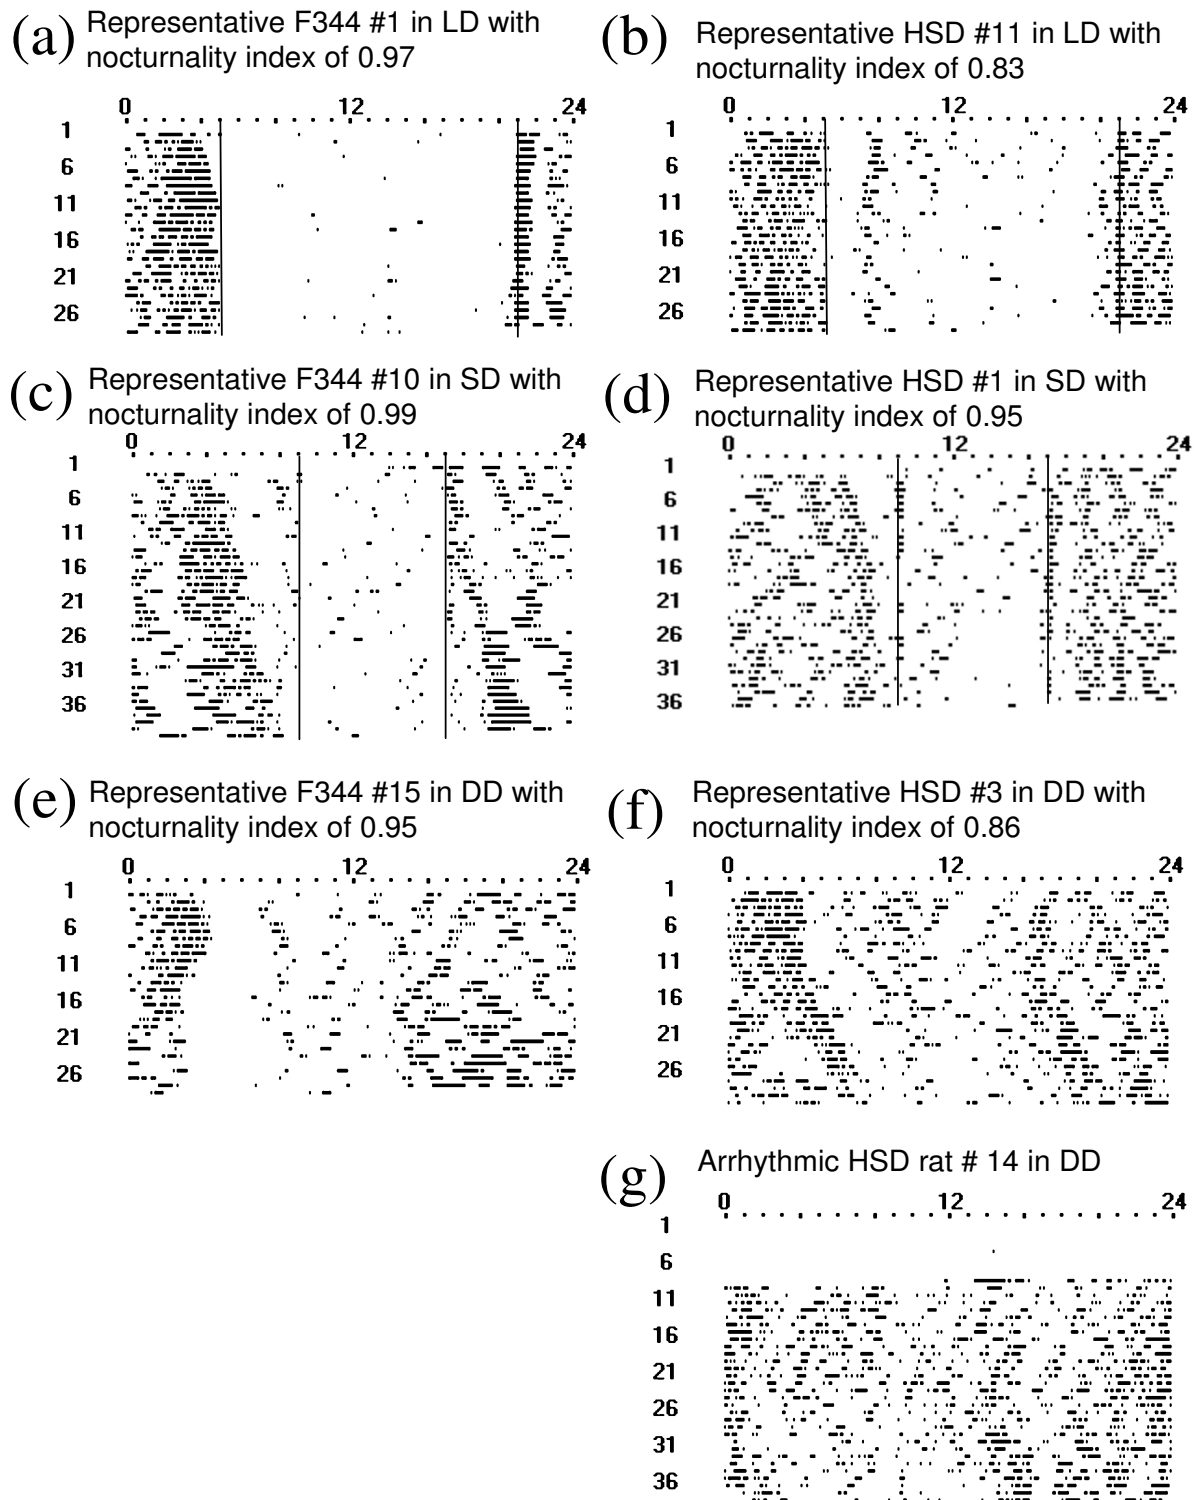 (a) Representative F344 #1 in LD with
nocturnality index of 0.97
0 12 24
1
6
11
16
21
26
(b) Representative HSD #11 in LD with
nocturnality index of 0.83
0 12 24
1
6
11
16
21
26
(c) Representative F344 #10 in SD with
nocturnality index of 0.99
0 12 24
1
6
11
16
21
26
31
36
(d) Representative HSD #1 in SD with
nocturnality index of 0.95
0 12 24
1
6
11
16
21
26
31
36
(e) Representative F344 #15 in DD with
nocturnality index of 0.95
0 12 24
1
6
11
16
21
26
(f) Representative HSD #3 in DD with
nocturnality index of 0.86
0 12 24
1
6
11
16
21
26
(g) Arrhythmic HSD rat # 14 in DD
0 12 24
1
6
11
16
21
26
31
36